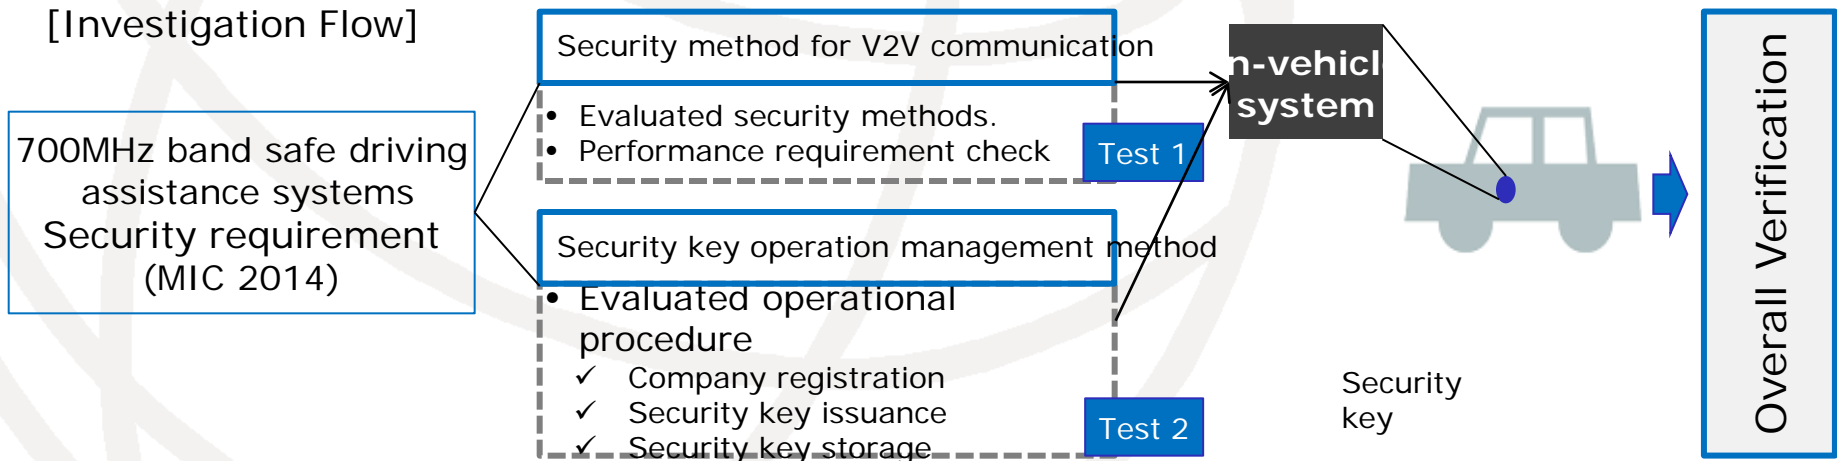 [Investigation Flow]
700MHz band safe driving
assistance systems
Security requirement
(MIC 2014)
Security method for V2V communication
• Evaluated security methods.
• Performance requirement check
Test 1
Security key operation management method
• Evaluated operational
procedure
✓ Company registration
✓ Security key issuance
✓ Security key storage
Test 2
n-vehicl
system
Security
key
Overall Verification